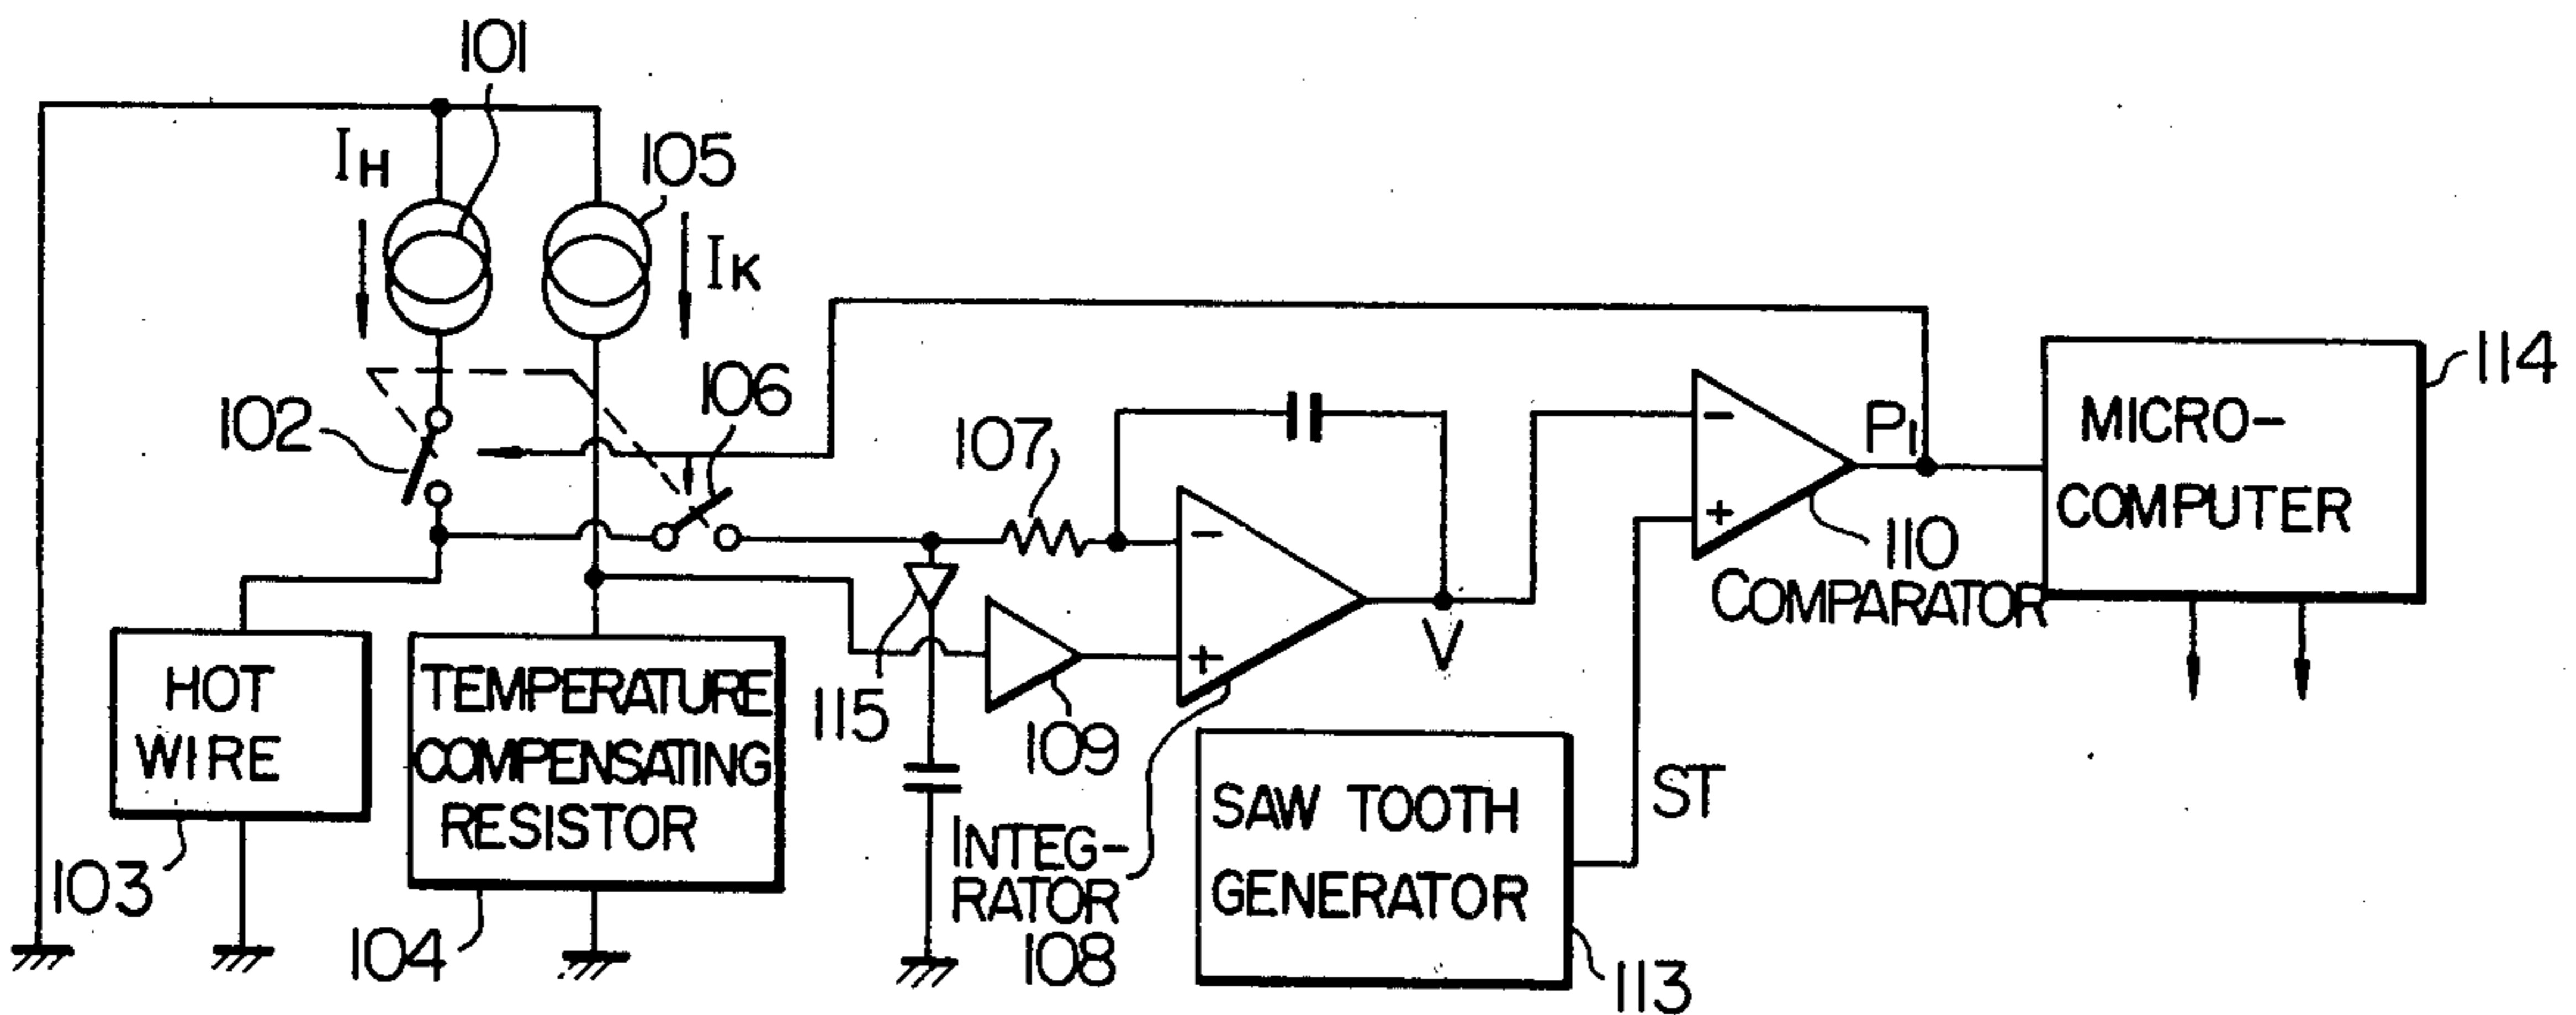 101
IH
105
IK
102
106
107
P1
114
MICRO-
COMPUTER
−
+
110
COMPARATOR
−
+
V
115
109
HOT
WIRE
103
TEMPERATURE
COMPENSATING
RESISTOR
104
INTEG-
RATOR
108
SAW TOOTH
GENERATOR
ST
113